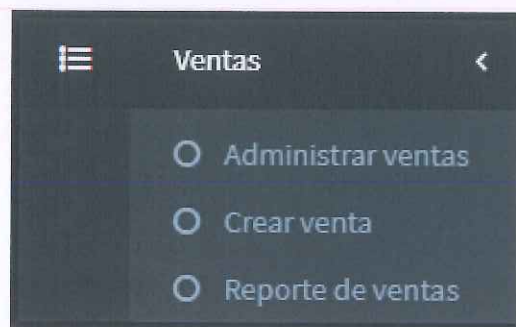 Ventas
Administrar ventas
Crear venta
Reporte de ventas